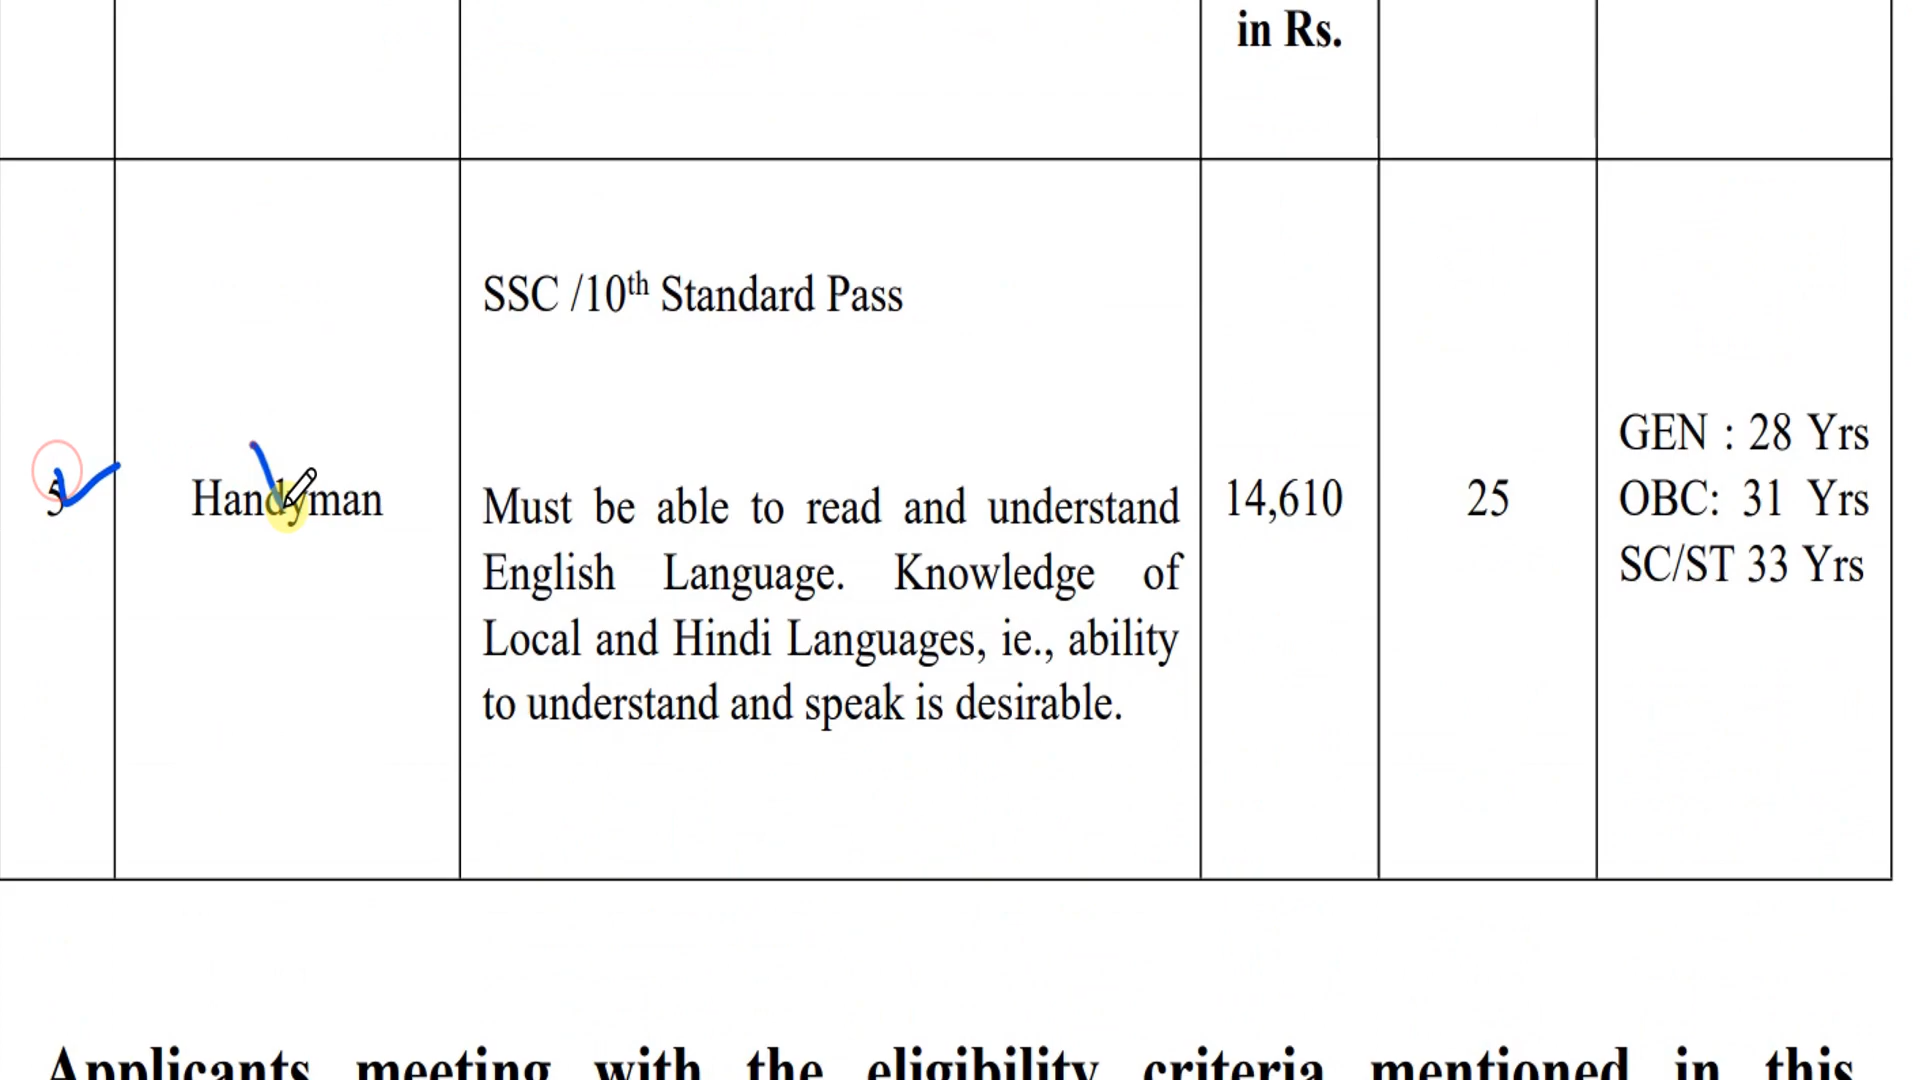 in Rs.
SSC /10th Standard Pass
5
Handyman
Must be able to read and understand
English Language. Knowledge of
Local and Hindi Languages, ie., ability
to understand and speak is desirable.
14,610
25
GEN : 28 Yrs
OBC: 31 Yrs
SC/ST 33 Yrs
Applicants meeting with the eligibility criteria mentioned in this